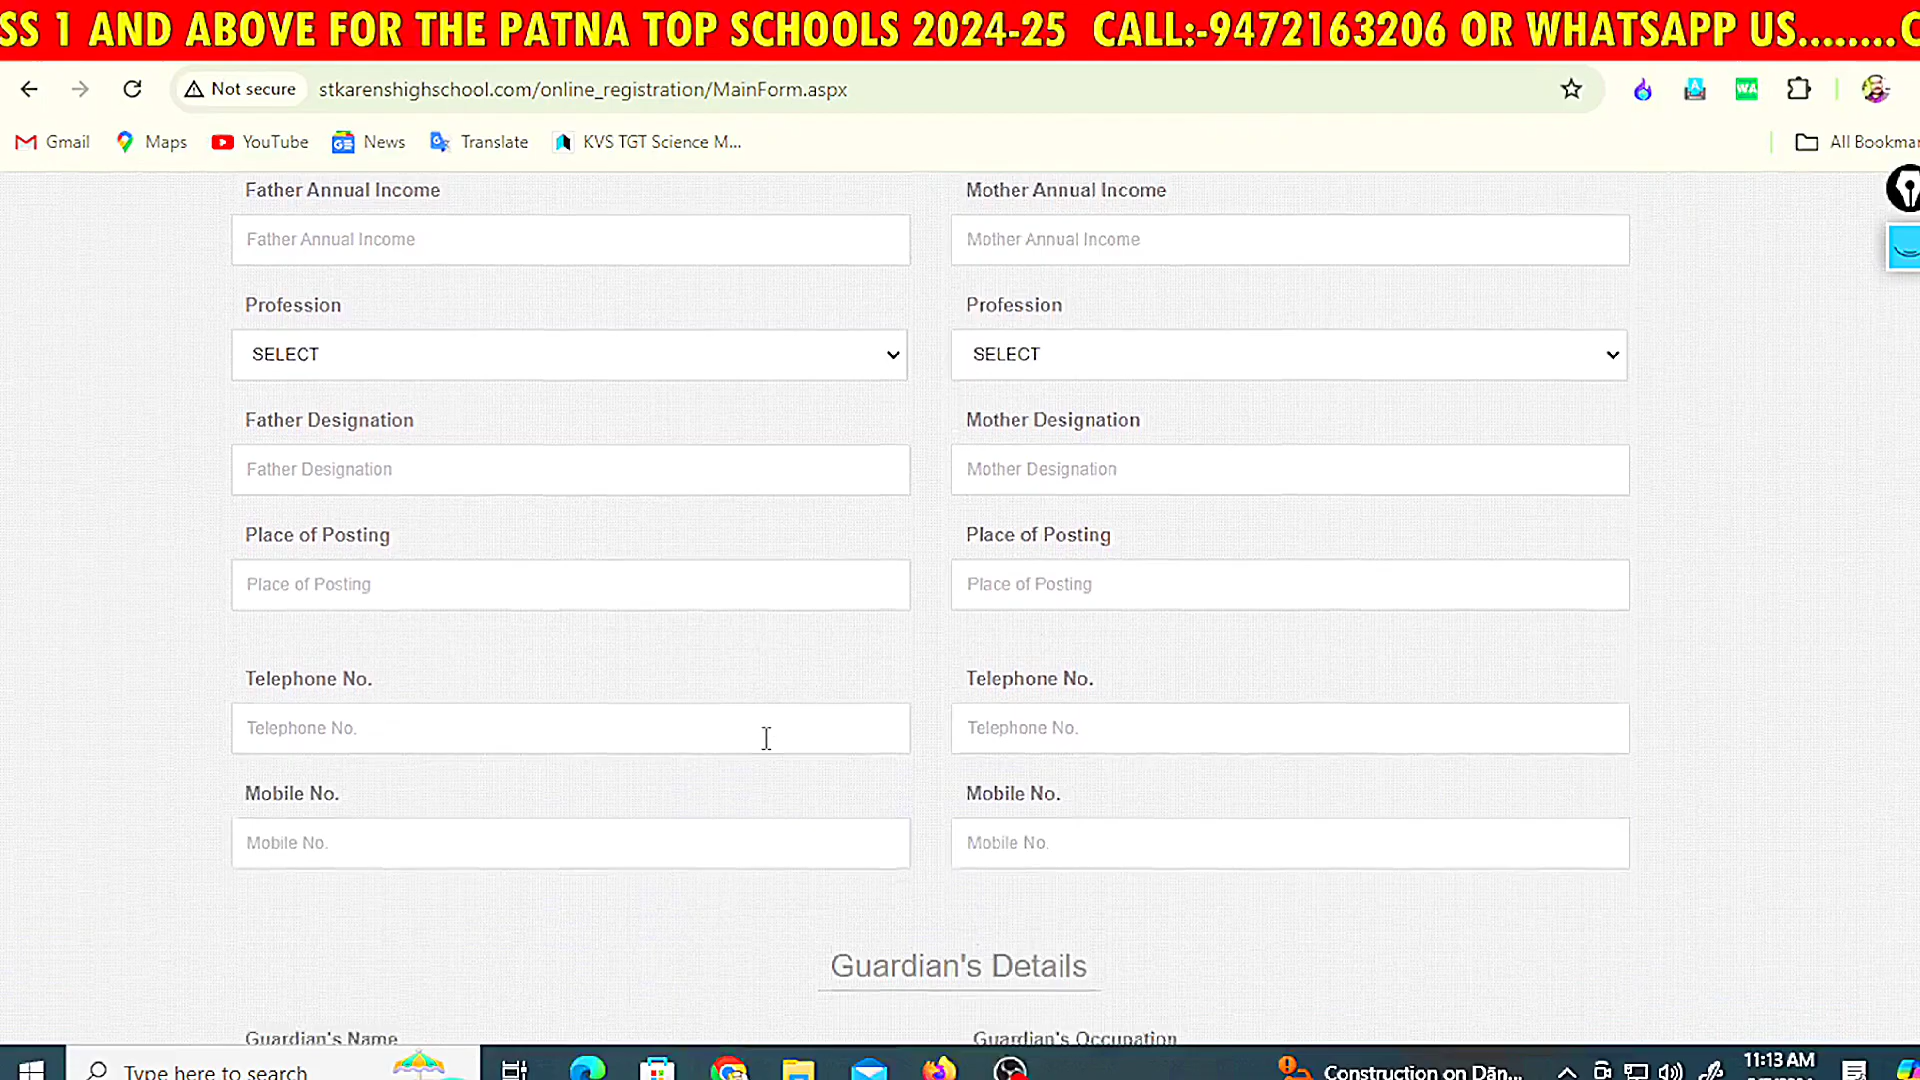 SS 1 AND ABOVE FOR THE PATNA TOP SCHOOLS 2024-25 CALL:-9472163206 OR WHATSAPP US........C
Not secure stkarenshighschool.com/online_registration/MainForm.aspx WA
Gmail Maps YouTube News Translate KVS TGT Science M... All Bookmar
Father Annual Income Mother Annual Income
Father Annual Income Mother Annual Income
Profession Profession
SELECT SELECT
Father Designation Mother Designation
Father Designation Mother Designation
Place of Posting Place of Posting
Place of Posting Place of Posting
Telephone No. Telephone No.
Telephone No. Telephone No.
Mobile No. Mobile No.
Mobile No. Mobile No.
Guardian's Details
Guardian's Name Guardian's Occupation
Type here to search Construction on Dān... 11:13 AM